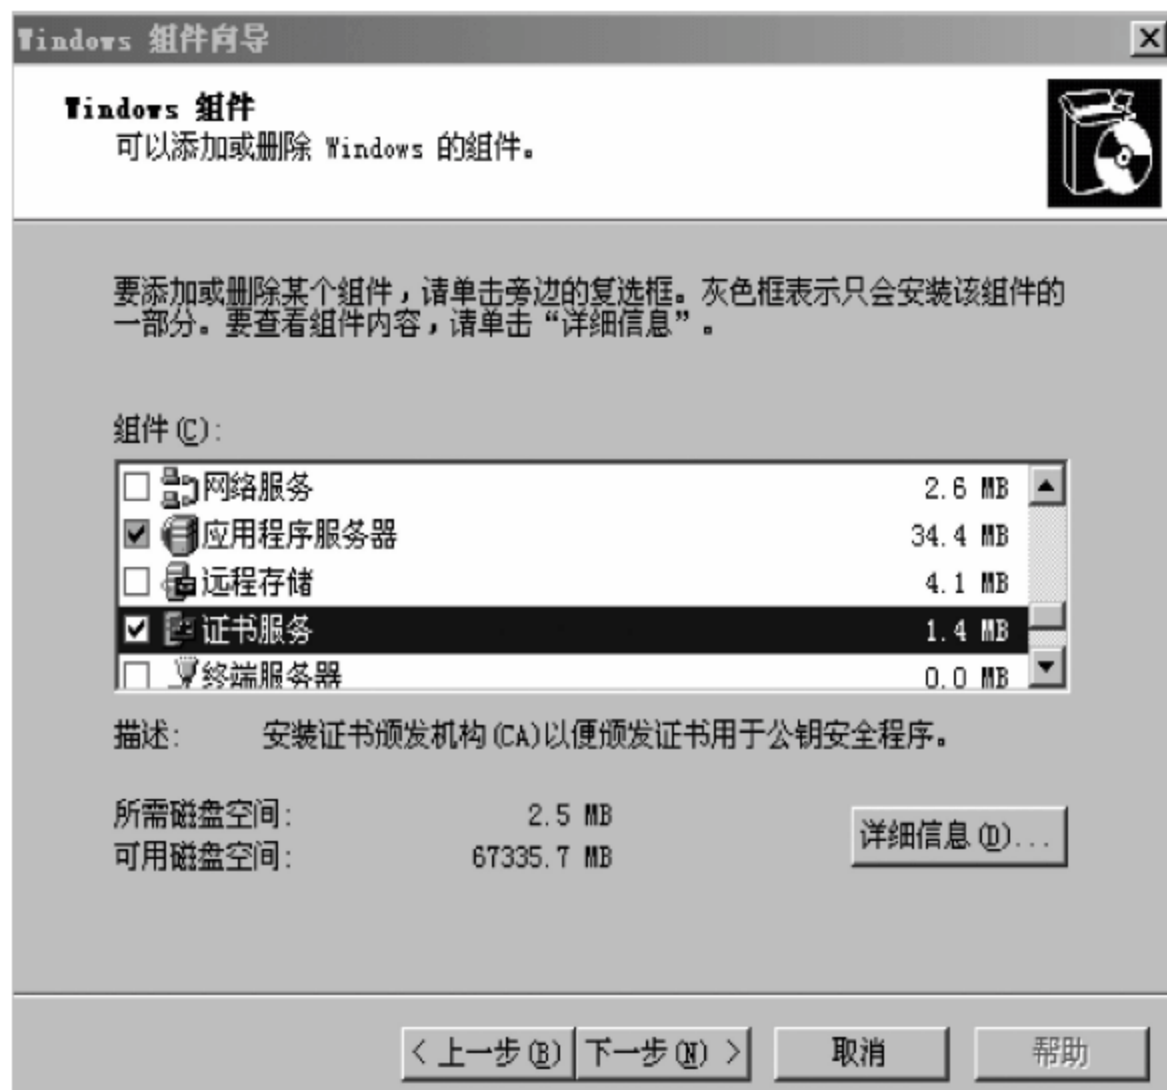 Windows 组件向导
Windows 组件
可以添加或删除 Windows 的组件。
要添加或删除某个组件，请单击旁边的复选框。灰色框表示只会安装该组件的
一部分。要查看组件内容，请单击“详细信息”。
组件(C):
网络服务 2.6 MB
应用程序服务器 34.4 MB
远程存储 4.1 MB
证书服务 1.4 MB
终端服务器 0.0 MB
描述: 安装证书颁发机构(CA)以便颁发证书用于公钥安全程序。
所需磁盘空间: 2.5 MB
可用磁盘空间: 67335.7 MB
详细信息(D)...
< 上一步(B) 下一步(N) > 取消 帮助